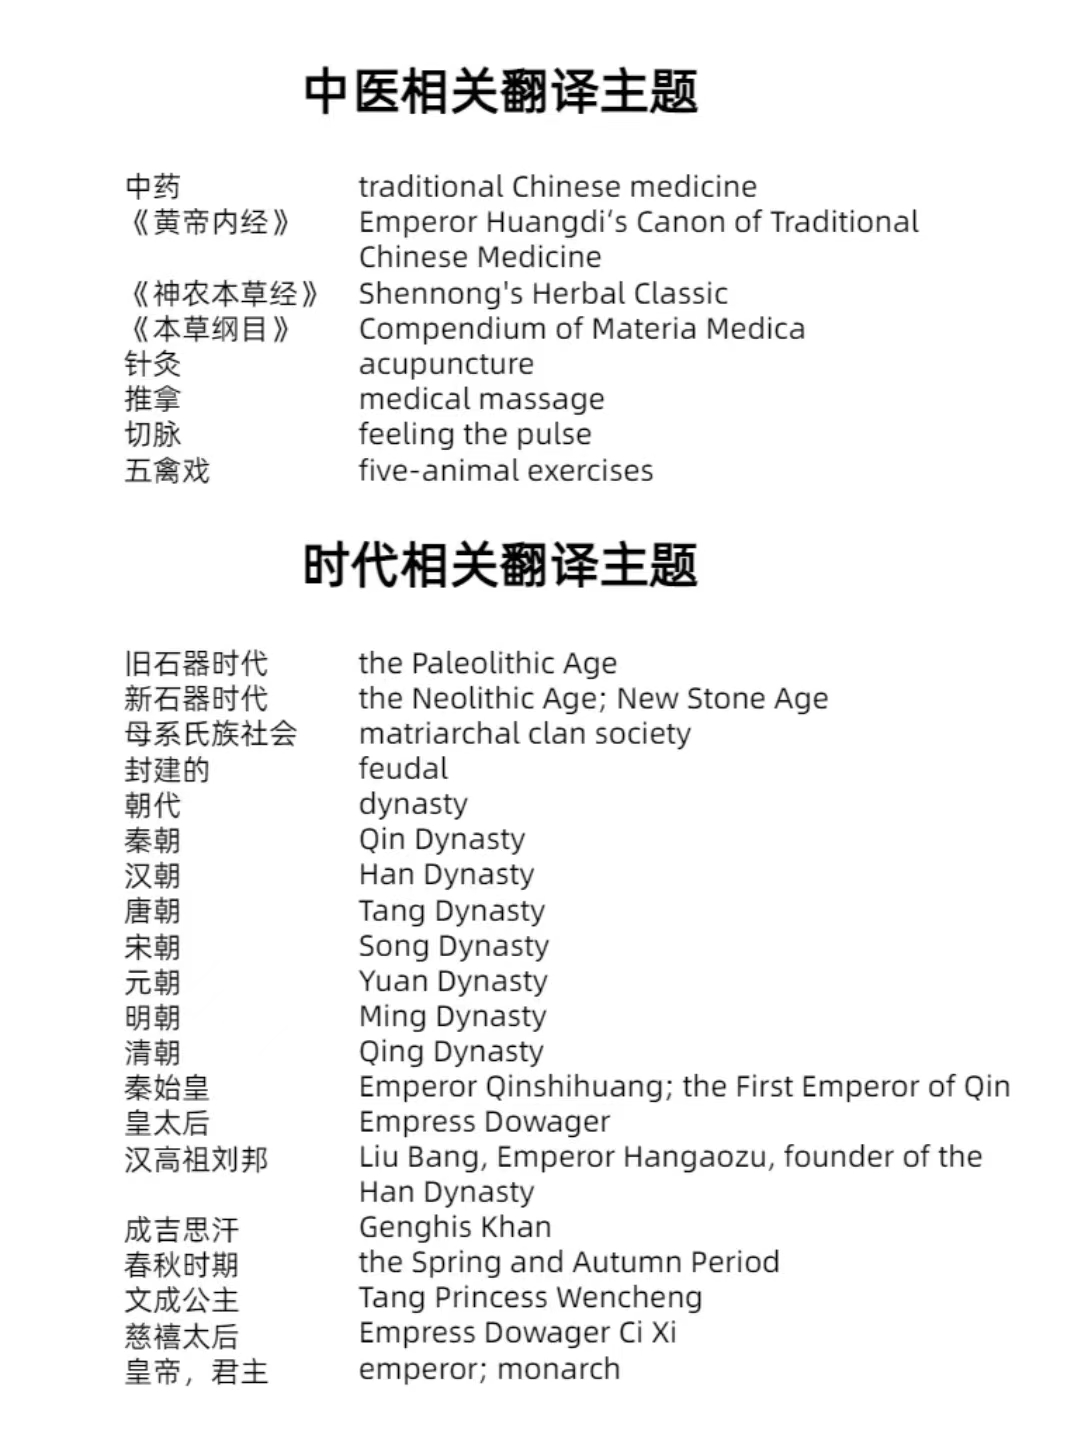 中医相关翻译主题
中药 traditional Chinese medicine
《黄帝内经》 Emperor Huangdi‘s Canon of Traditional
Chinese Medicine
《神农本草经》 Shennong's Herbal Classic
《本草纲目》 Compendium of Materia Medica
针灸 acupuncture
推拿 medical massage
切脉 feeling the pulse
五禽戏 five-animal exercises
时代相关翻译主题
旧石器时代 the Paleolithic Age
新石器时代 the Neolithic Age; New Stone Age
母系氏族社会 matriarchal clan society
封建的 feudal
朝代 dynasty
秦朝 Qin Dynasty
汉朝 Han Dynasty
唐朝 Tang Dynasty
宋朝 Song Dynasty
元朝 Yuan Dynasty
明朝 Ming Dynasty
清朝 Qing Dynasty
秦始皇 Emperor Qinshihuang; the First Emperor of Qin
皇太后 Empress Dowager
汉高祖刘邦 Liu Bang, Emperor Hangaozu, founder of the
Han Dynasty
成吉思汗 Genghis Khan
春秋时期 the Spring and Autumn Period
文成公主 Tang Princess Wencheng
慈禧太后 Empress Dowager Ci Xi
皇帝，君主 emperor; monarch